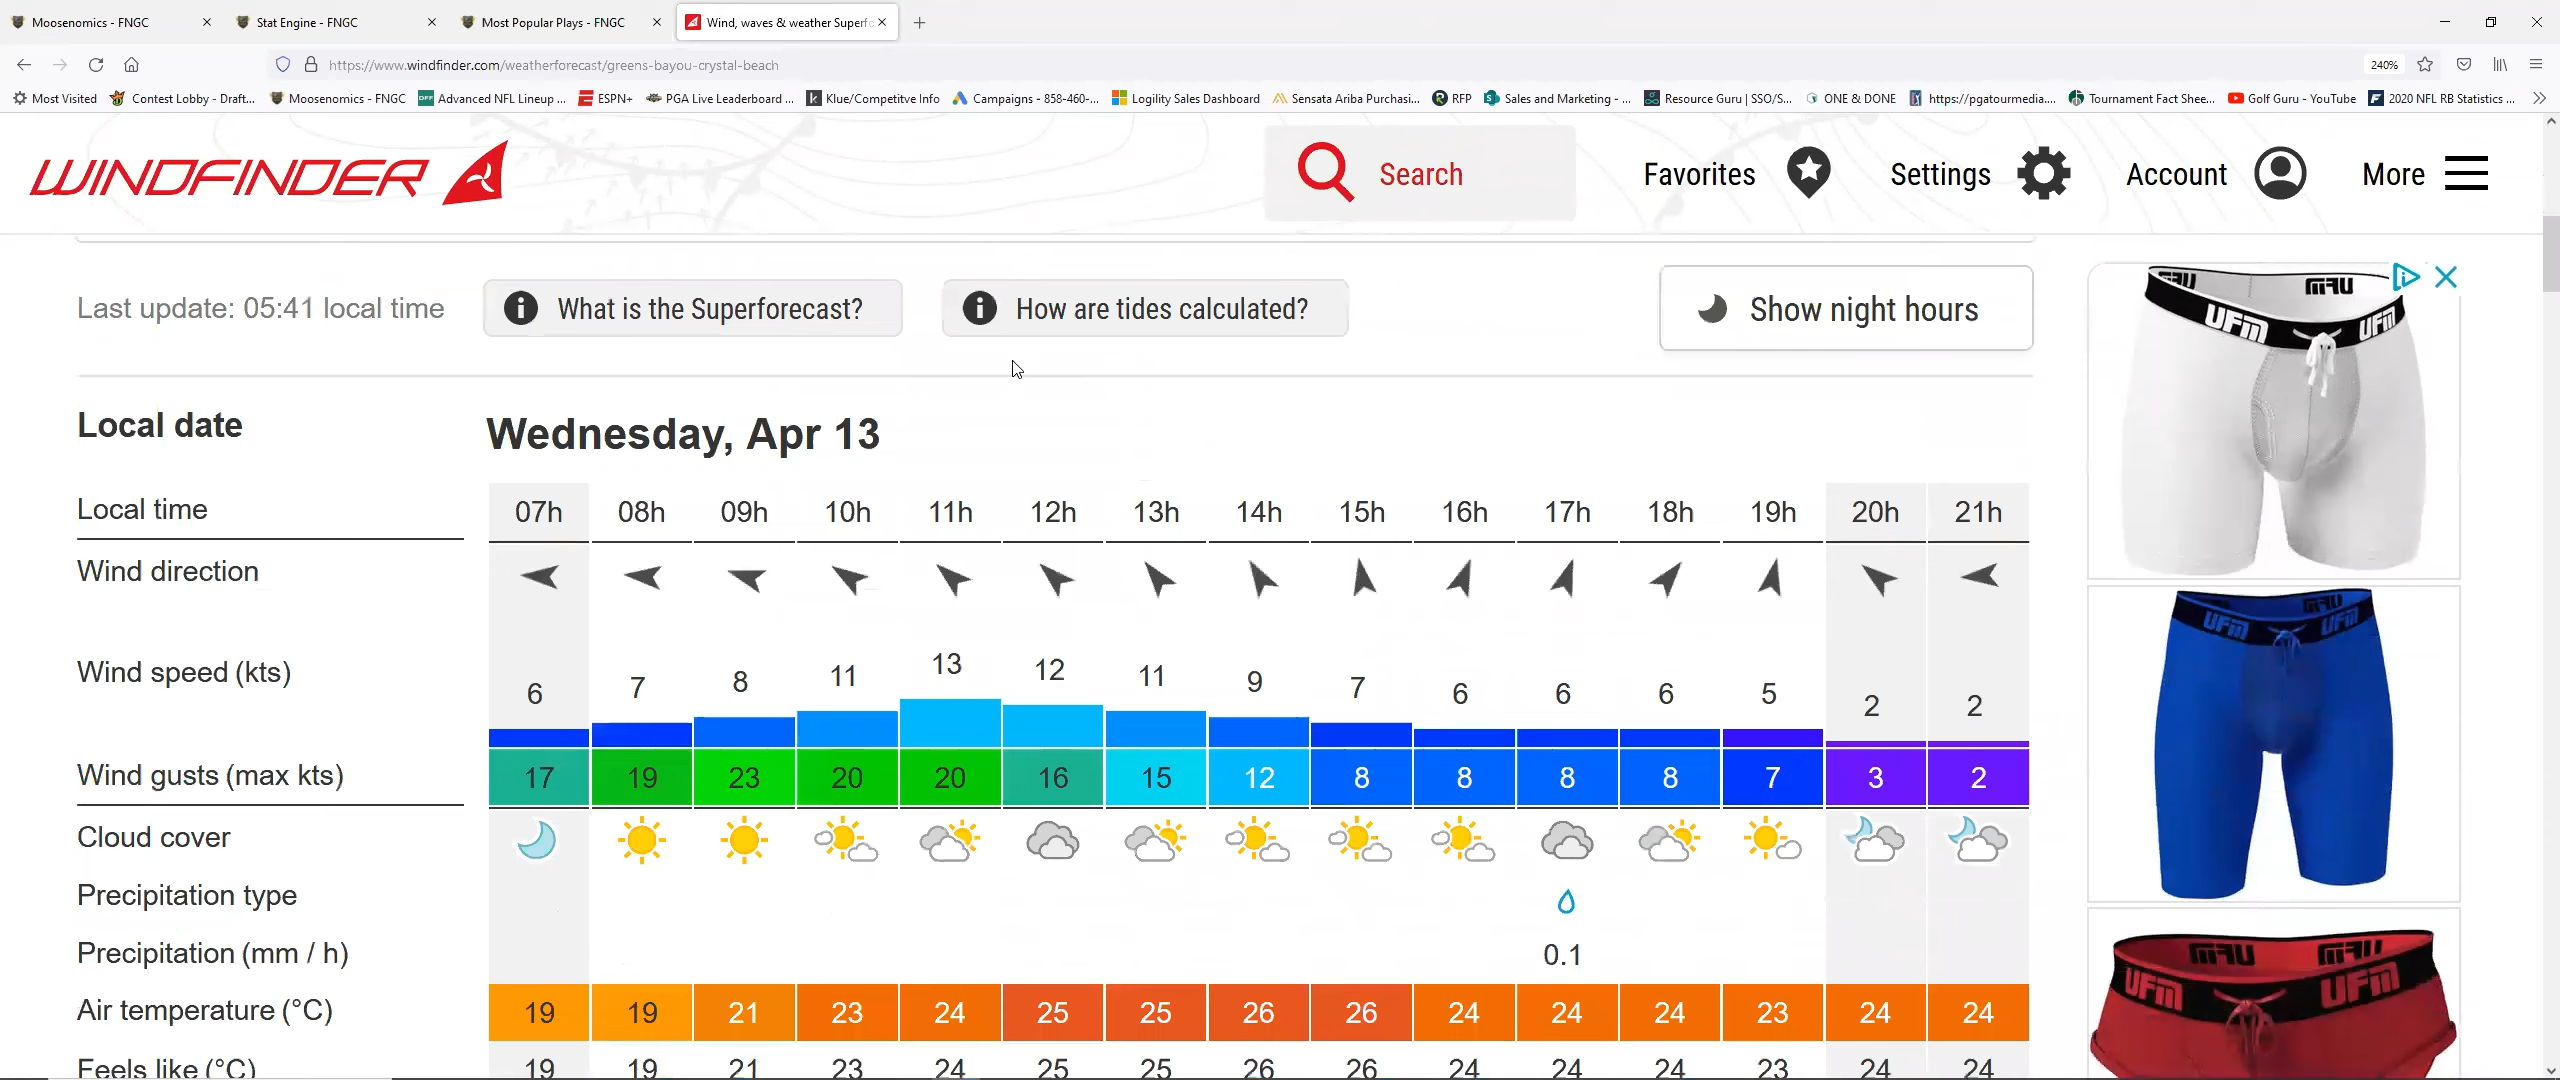 Moosenomics - FNGC
Stat Engine - FNGC
Most Popular Plays - FNGC
Wind, waves & weather Superfo
https://www.windfinder.com/weatherforecast/greens-bayou-crystal-beach
240%
Most Visited
Contest Lobby - Draft...
Moosenomics - FNGC
Advanced NFL Lineup ...
ESPN+
PGA Live Leaderboard ...
Klue/Competitve Info
Campaigns - 858-460-...
Logility Sales Dashboard
Sensata Ariba Purchasi...
RFP
Sales and Marketing - ...
Resource Guru | SSO/S...
ONE & DONE
https://pgatourmedia....
Tournament Fact Shee...
Golf Guru - YouTube
2020 NFL RB Statistics ...
WINDFINDER
Search
Favorites
Settings
Account
More
Last update: 05:41 local time
What is the Superforecast?
How are tides calculated?
Show night hours
Local date
Wednesday, Apr 13
Local time 07h 08h 09h 10h 11h 12h 13h 14h 15h 16h 17h 18h 19h 20h 21h
Wind direction
Wind speed (kts) 6 7 8 11 13 12 11 9 7 6 6 6 5 2 2
Wind gusts (max kts) 17 19 23 20 20 16 15 12 8 8 8 8 7 3 2
Cloud cover
Precipitation type
Precipitation (mm / h) 0.1
Air temperature (°C) 19 19 21 23 24 25 25 26 26 24 24 24 23 24 24
Feels like (°C) 19 19 21 23 24 25 25 26 26 24 24 24 23 24 24
UFM
UFM
UFM
UFM
UFM
UFM